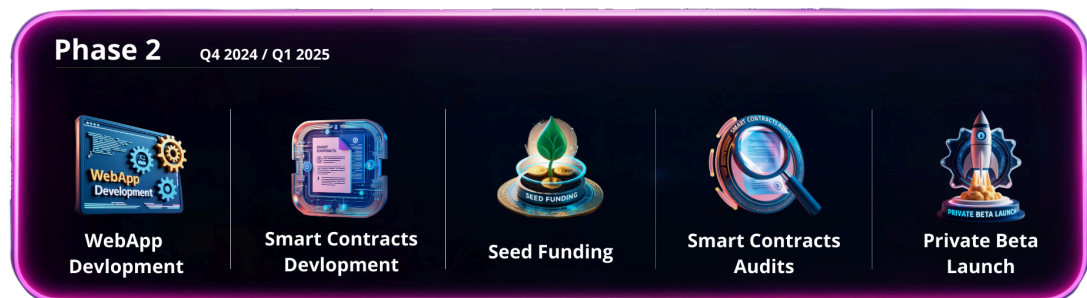 Phase 2
Q4 2024 / Q1 2025
WebApp
Development
SMART
CONTRACTS
SEED FUNDING
SMART CONTRACTS AUDITS
PRIVATE BETA LAUNCH
WebApp
Devlopment
Smart Contracts
Devlopment
Seed Funding
Smart Contracts
Audits
Private Beta
Launch